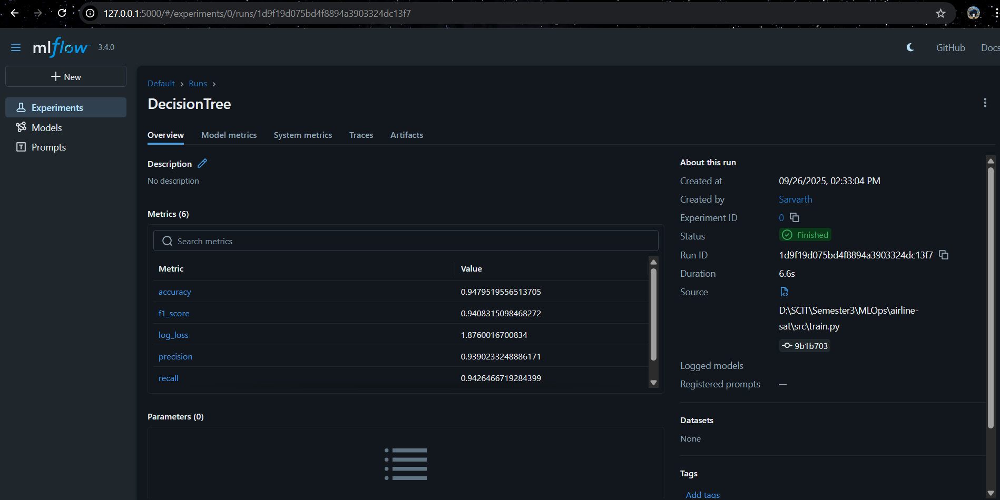 127.0.0.1:5000/#/experiments/0/runs/1d9f19d075bd4f8894a3903324dc13f7
mlflow™ 3.4.0
GitHub
Docs
New
Experiments
Models
Prompts
Default › Runs ›
DecisionTree
Overview Model metrics System metrics Traces Artifacts
Description
No description
Metrics (6)
Search metrics
Metric Value
accuracy 0.9479519556513705
f1_score 0.9408315098468272
log_loss 1.8760016700834
precision 0.9390233248886171
recall 0.9426466719284399
Parameters (0)
About this run
Created at 09/26/2025, 02:33:04 PM
Created by Sarvarth
Experiment ID 0
Status Finished
Run ID 1d9f19d075bd4f8894a3903324dc13f7
Duration 6.6s
Source
D:\SCIT\Semester3\MLOps\airline-
sat\src\train.py
9b1b703
Logged models
Registered prompts —
Datasets
None
Tags
Add tags